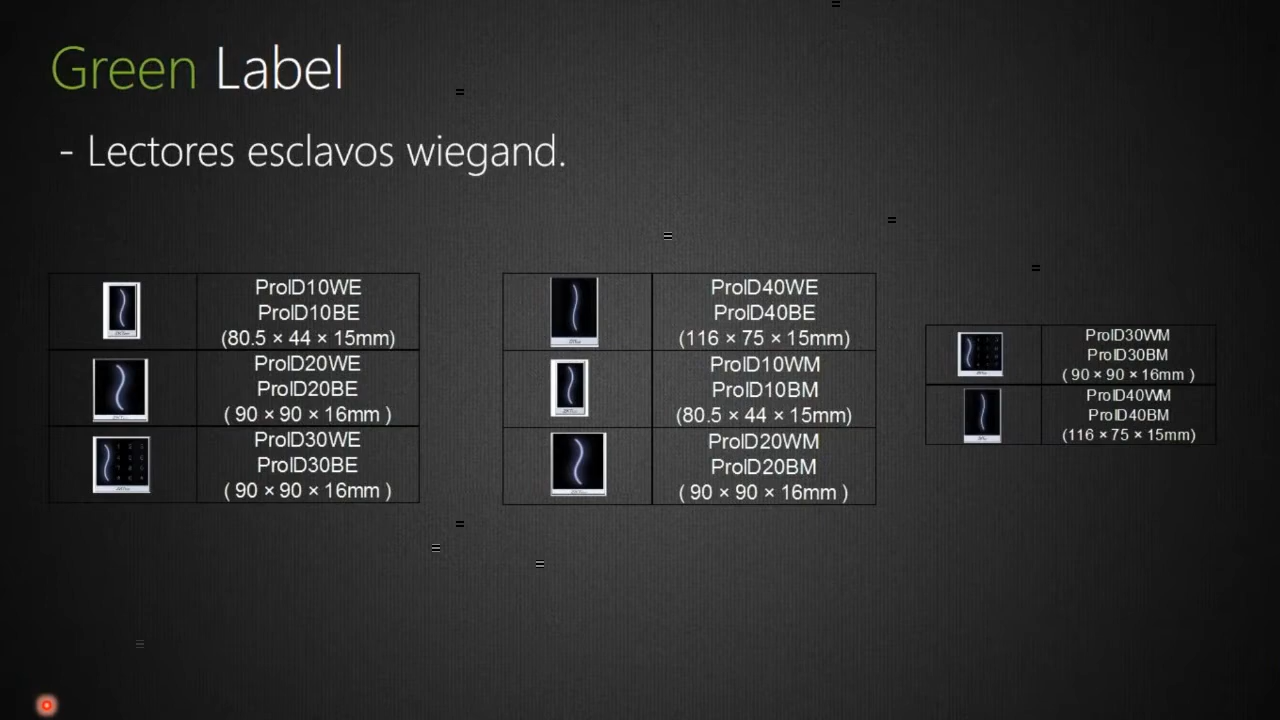 Green Label
- Lectores esclavos wiegand.
ProID10WE
ProID10BE
(80.5 × 44 × 15mm)
ProID20WE
ProID20BE
( 90 × 90 × 16mm )
ProID30WE
ProID30BE
( 90 × 90 × 16mm )
ProID40WE
ProID40BE
(116 × 75 × 15mm)
ProID10WM
ProID10BM
(80.5 × 44 × 15mm)
ProID20WM
ProID20BM
( 90 × 90 × 16mm )
ProID30WM
ProID30BM
( 90 × 90 × 16mm )
ProID40WM
ProID40BM
(116 × 75 × 15mm)